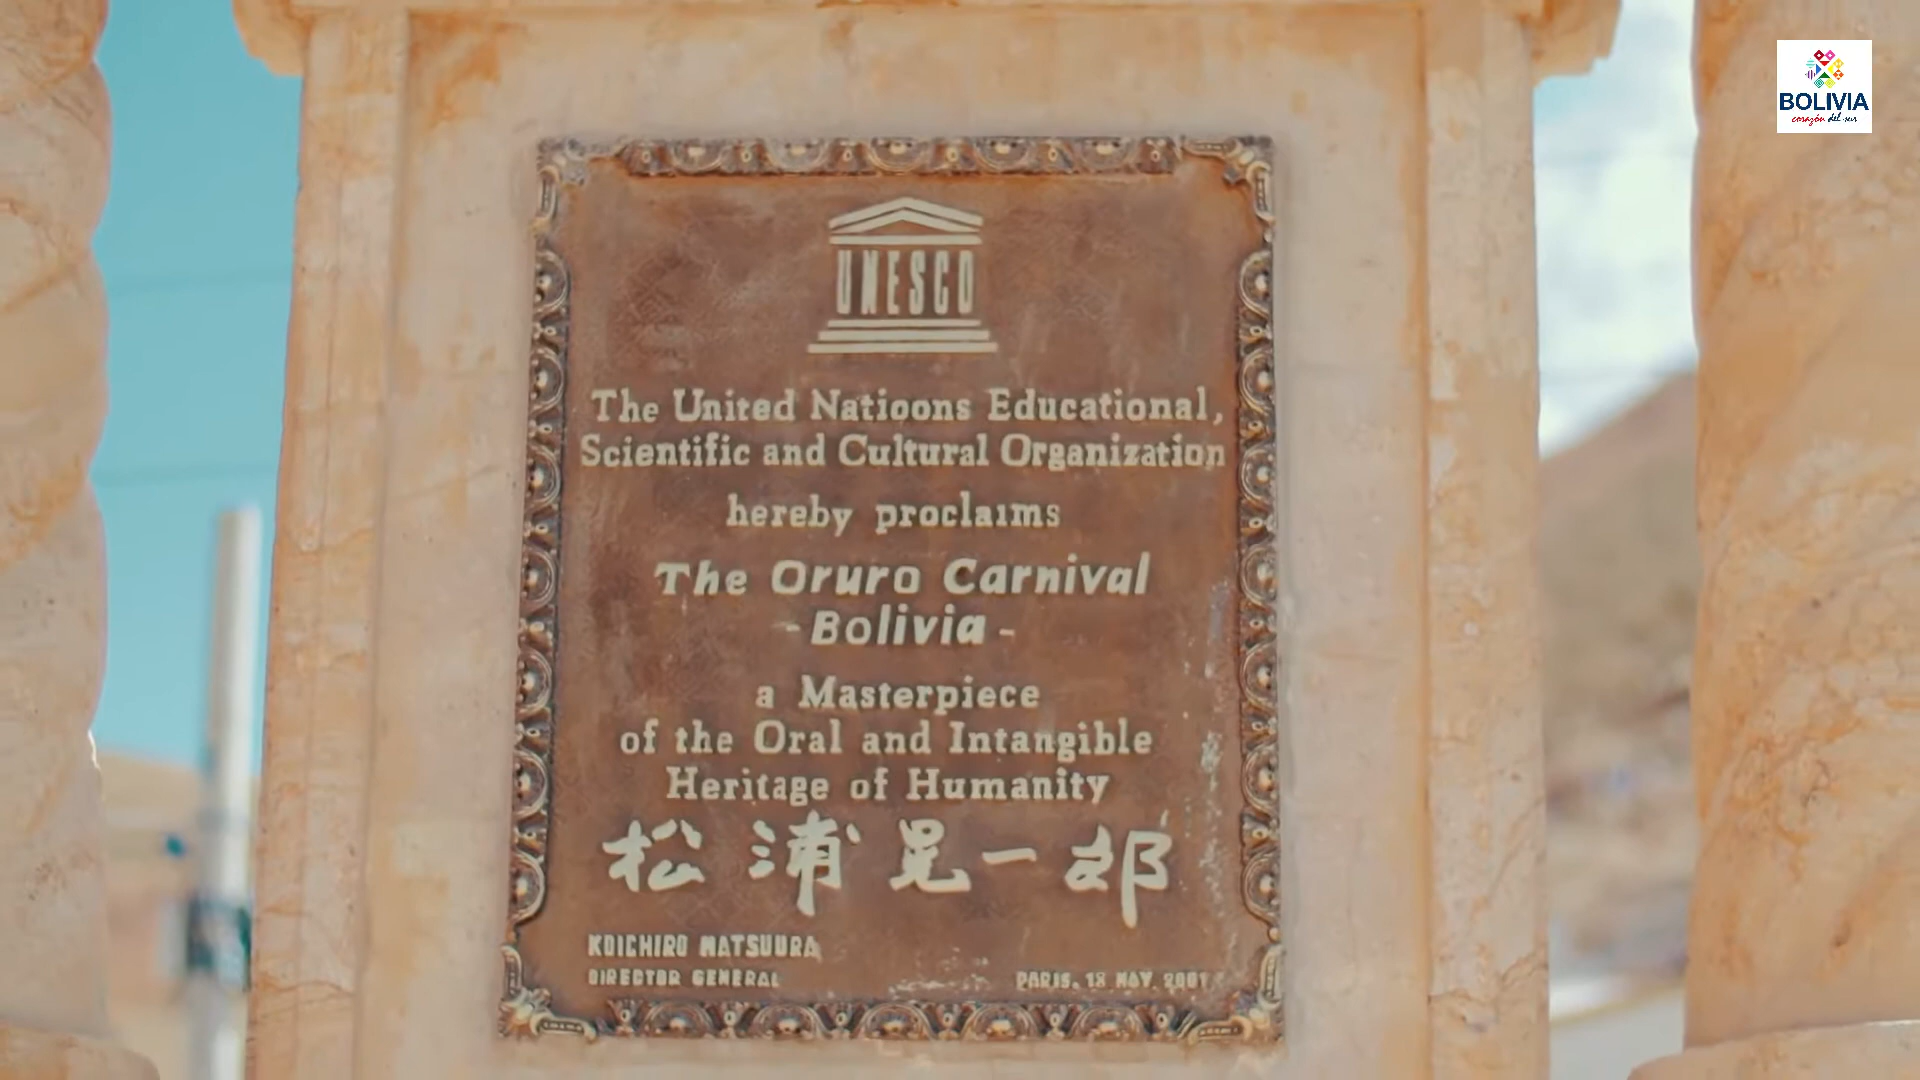 BOLIVIA
corazón del sur
UNESCO
The United Natioons Educational,
Scientific and Cultural Organization
hereby proclaims
The Oruro Carnival
- Bolivia -
a Masterpiece
of the Oral and Intangible
Heritage of Humanity
松浦晃一郎
KOICHIRO MATSUURA
DIRECTOR GENERAL
PARIS, 18 MAY. 2001